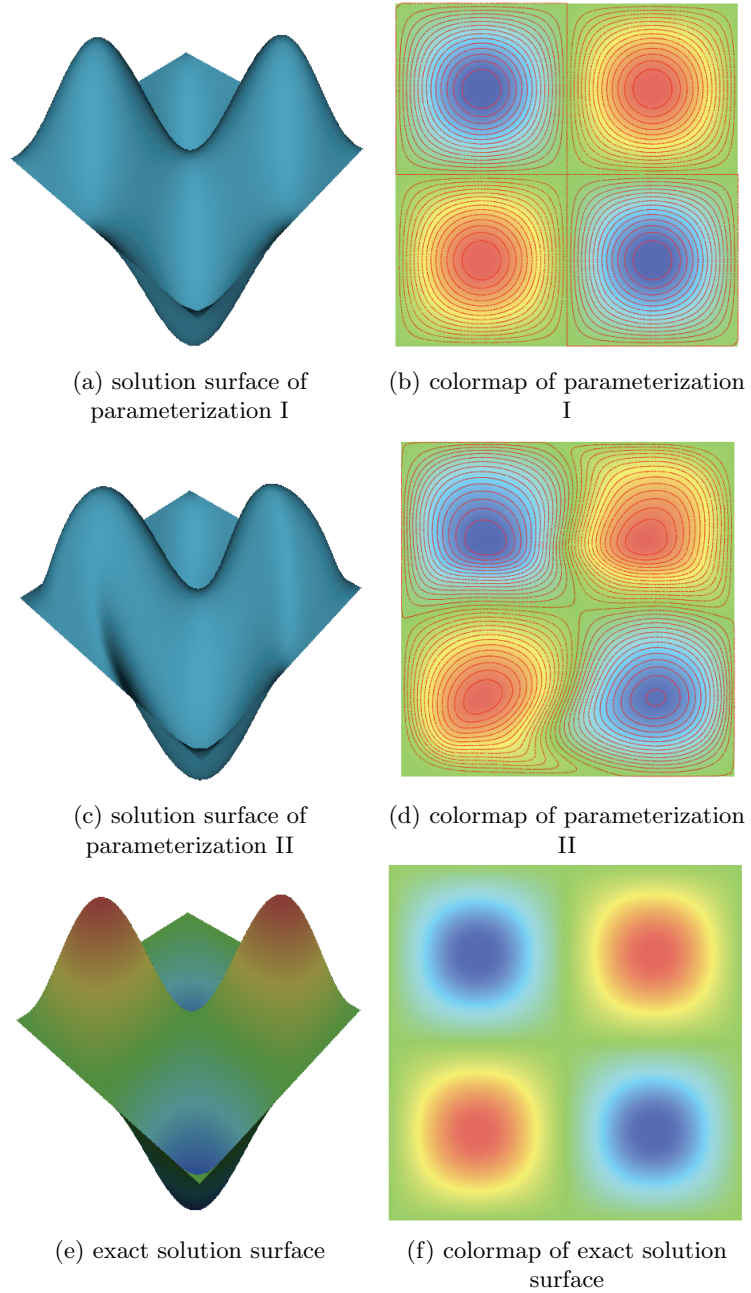 (a) solution surface of
parameterization I
(b) colormap of parameterization
I
(c) solution surface of
parameterization II
(d) colormap of parameterization
II
(e) exact solution surface
(f) colormap of exact solution
surface